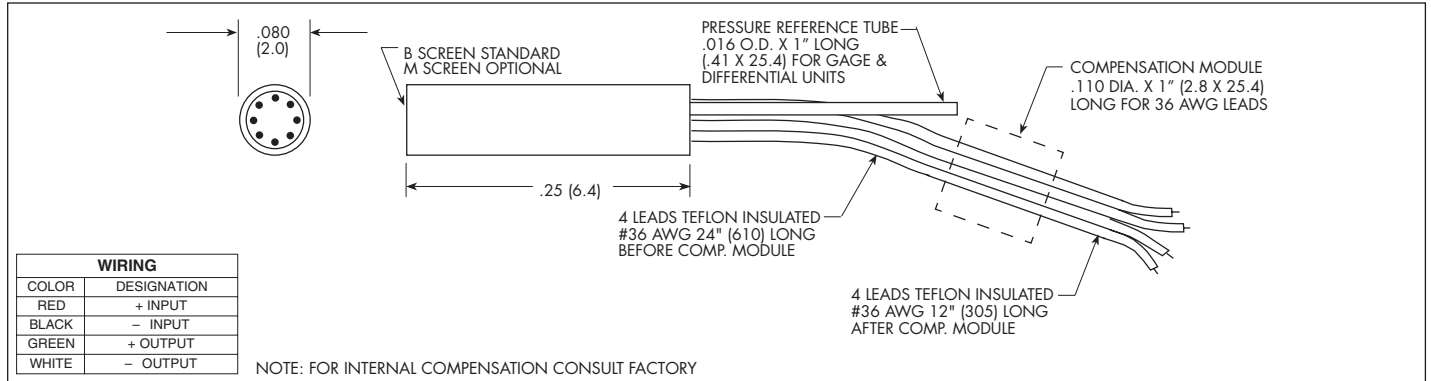 .080
(2.0)
B SCREEN STANDARD
M SCREEN OPTIONAL
PRESSURE REFERENCE TUBE
.016 O.D. X 1" LONG
(.41 X 25.4) FOR GAGE &
DIFFERENTIAL UNITS
COMPENSATION MODULE
.110 DIA. X 1" (2.8 X 25.4)
LONG FOR 36 AWG LEADS
.25 (6.4)
4 LEADS TEFLON INSULATED
#36 AWG 24" (610) LONG
BEFORE COMP. MODULE
4 LEADS TEFLON INSULATED
#36 AWG 12" (305) LONG
AFTER COMP. MODULE
WIRING
COLOR DESIGNATION
RED + INPUT
BLACK – INPUT
GREEN + OUTPUT
WHITE – OUTPUT
NOTE: FOR INTERNAL COMPENSATION CONSULT FACTORY